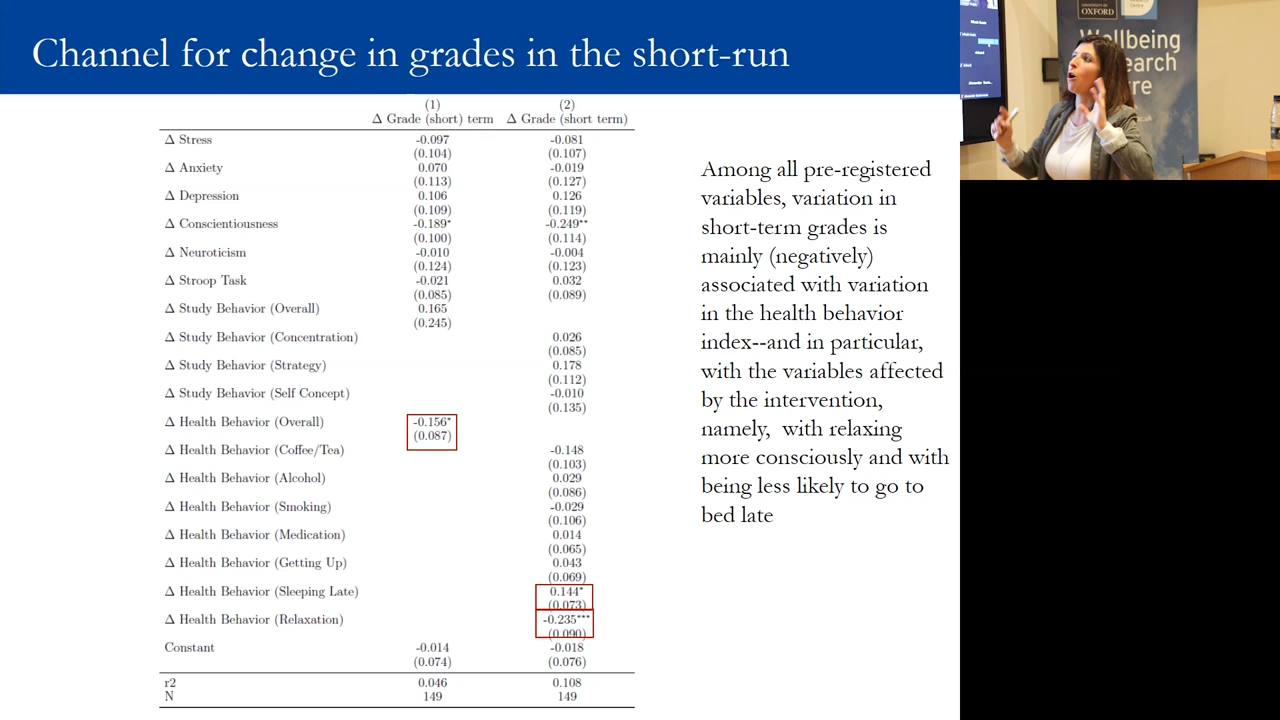 Channel for change in grades in the short-run
(1) (2)
Δ Grade (short) term Δ Grade (short term)
Δ Stress -0.097 -0.081
(0.104) (0.107)
Δ Anxiety 0.070 -0.019
(0.113) (0.127)
Δ Depression 0.106 0.126
(0.109) (0.119)
Δ Conscientiousness -0.189* -0.249**
(0.100) (0.114)
Δ Neuroticism -0.010 -0.004
(0.124) (0.123)
Δ Stroop Task -0.021 0.032
(0.085) (0.089)
Δ Study Behavior (Overall) 0.165
(0.245)
Δ Study Behavior (Concentration) 0.026
(0.085)
Δ Study Behavior (Strategy) 0.178
(0.112)
Δ Study Behavior (Self Concept) -0.010
(0.135)
Δ Health Behavior (Overall) -0.156*
(0.087)
Δ Health Behavior (Coffee/Tea) -0.148
(0.103)
Δ Health Behavior (Alcohol) 0.029
(0.086)
Δ Health Behavior (Smoking) -0.029
(0.106)
Δ Health Behavior (Medication) 0.014
(0.065)
Δ Health Behavior (Getting Up) 0.043
(0.069)
Δ Health Behavior (Sleeping Late) 0.144*
(0.073)
Δ Health Behavior (Relaxation) -0.235***
(0.090)
Constant -0.014 -0.018
(0.074) (0.076)
r2 0.046 0.108
N 149 149
Among all pre-registered
variables, variation in
short-term grades is
mainly (negatively)
associated with variation
in the health behavior
index--and in particular,
with the variables affected
by the intervention,
namely, with relaxing
more consciously and with
being less likely to go to
bed late
OXFORD
Wellbeing
earch
re